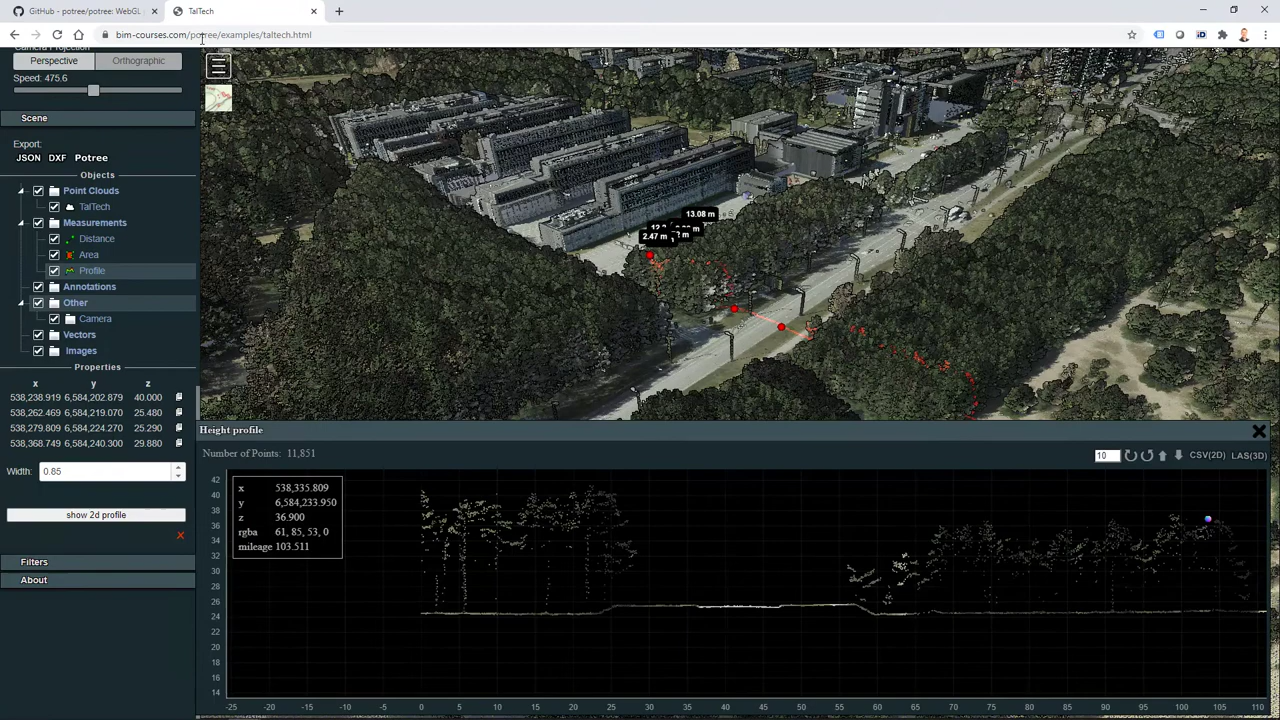 GitHub - potree/potree: WebGL
TalTech
bim-courses.com/potree/examples/taltech.html
Camera Projection
Perspective
Orthographic
Speed: 475.6
Scene
Export:
JSON DXF Potree
Objects
Point Clouds
TalTech
Measurements
Distance
Area
Profile
Annotations
Other
Camera
Vectors
Images
Properties
x y z
538,238.919 6,584,202.879 40.000
538,262.469 6,584,219.070 25.480
538,279.809 6,584,224.270 25.290
538,368.749 6,584,240.300 29.880
Width: 0.85
show 2d profile
Filters
About
13.08 m
2.47 m
Height profile
Number of Points: 11,851
10
CSV(2D) LAS(3D)
x 538,335.809
y 6,584,233.950
z 36.900
rgba 61, 85, 53, 0
mileage 103.511
42
40
38
36
34
32
30
28
26
24
22
20
18
16
14
-25 -20 -15 -10 -5 0 5 10 15 20 25 30 35 40 45 50 55 60 65 70 75 80 85 90 95 100 105 110